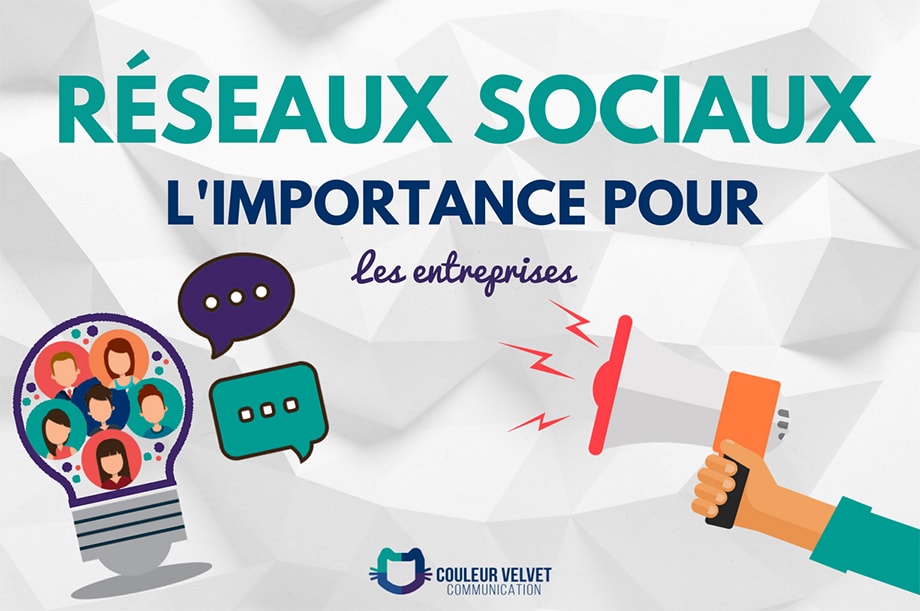 RÉSEAUX SOCIAUX
L'IMPORTANCE POUR
Les entreprises
COULEUR VELVET
COMMUNICATION